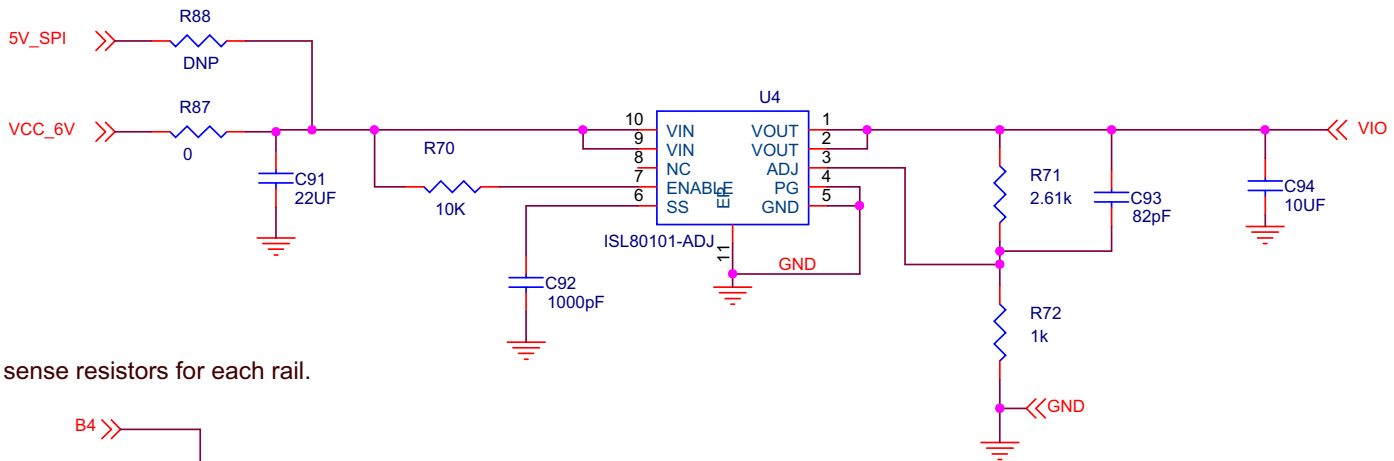 R88
5V_SPI
DNP
R87
VCC_6V
0
C91
22UF
R70
10K
C92
1000pF
U4
10 VIN VOUT 1
9 VIN VOUT 2
8 NC ADJ 3
7 ENABLE PG 4
6 SS EP GND 5
ISL80101-ADJ
11
GND
R71
2.61k
C93
82pF
C94
10UF
VIO
R72
1k
GND
sense resistors for each rail.
B4